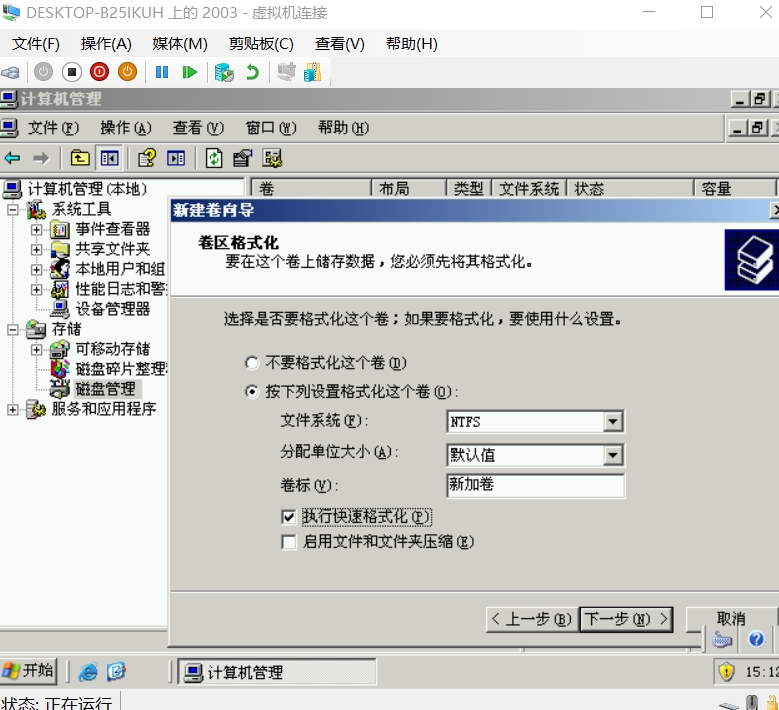 DESKTOP-B25IKUH 上的 2003 - 虚拟机连接
文件(F) 操作(A) 媒体(M) 剪贴板(C) 查看(V) 帮助(H)
计算机管理
文件(F) 操作(A) 查看(V) 窗口(W) 帮助(H)
计算机管理(本地)
系统工具
事件查看器
共享文件夹
本地用户和组
性能日志和警
设备管理器
存储
可移动存储
磁盘碎片整理
磁盘管理
服务和应用程序
卷 布局 类型 文件系统 状态 容量
新建卷向导
卷区格式化
要在这个卷上储存数据，您必须先将其格式化。
选择是否要格式化这个卷；如果要格式化，要使用什么设置。
不要格式化这个卷(D)
按下列设置格式化这个卷(O):
文件系统(F): NTFS
分配单位大小(A): 默认值
卷标(V): 新加卷
执行快速格式化(P)
启用文件和文件夹压缩(E)
< 上一步(B) 下一步(N) > 取消
开始 计算机管理 15:12
状态: 正在运行